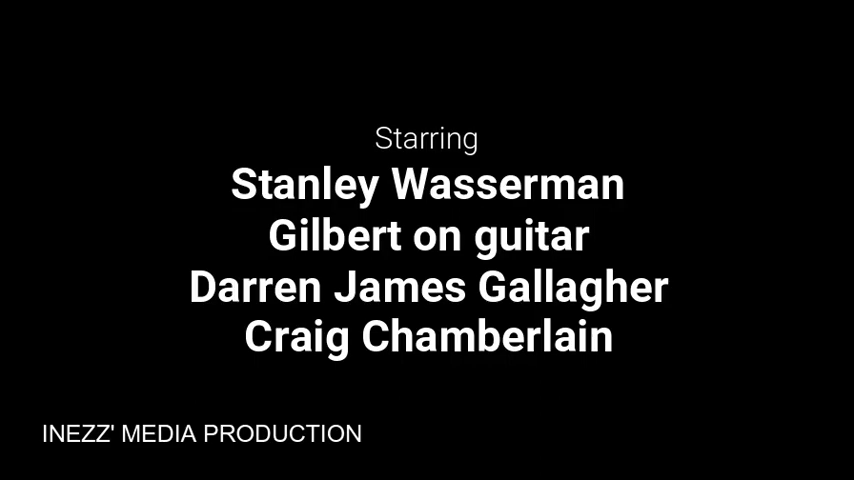 Starring
Stanley Wasserman
Gilbert on guitar
Darren James Gallagher
Craig Chamberlain
INEZZ' MEDIA PRODUCTION